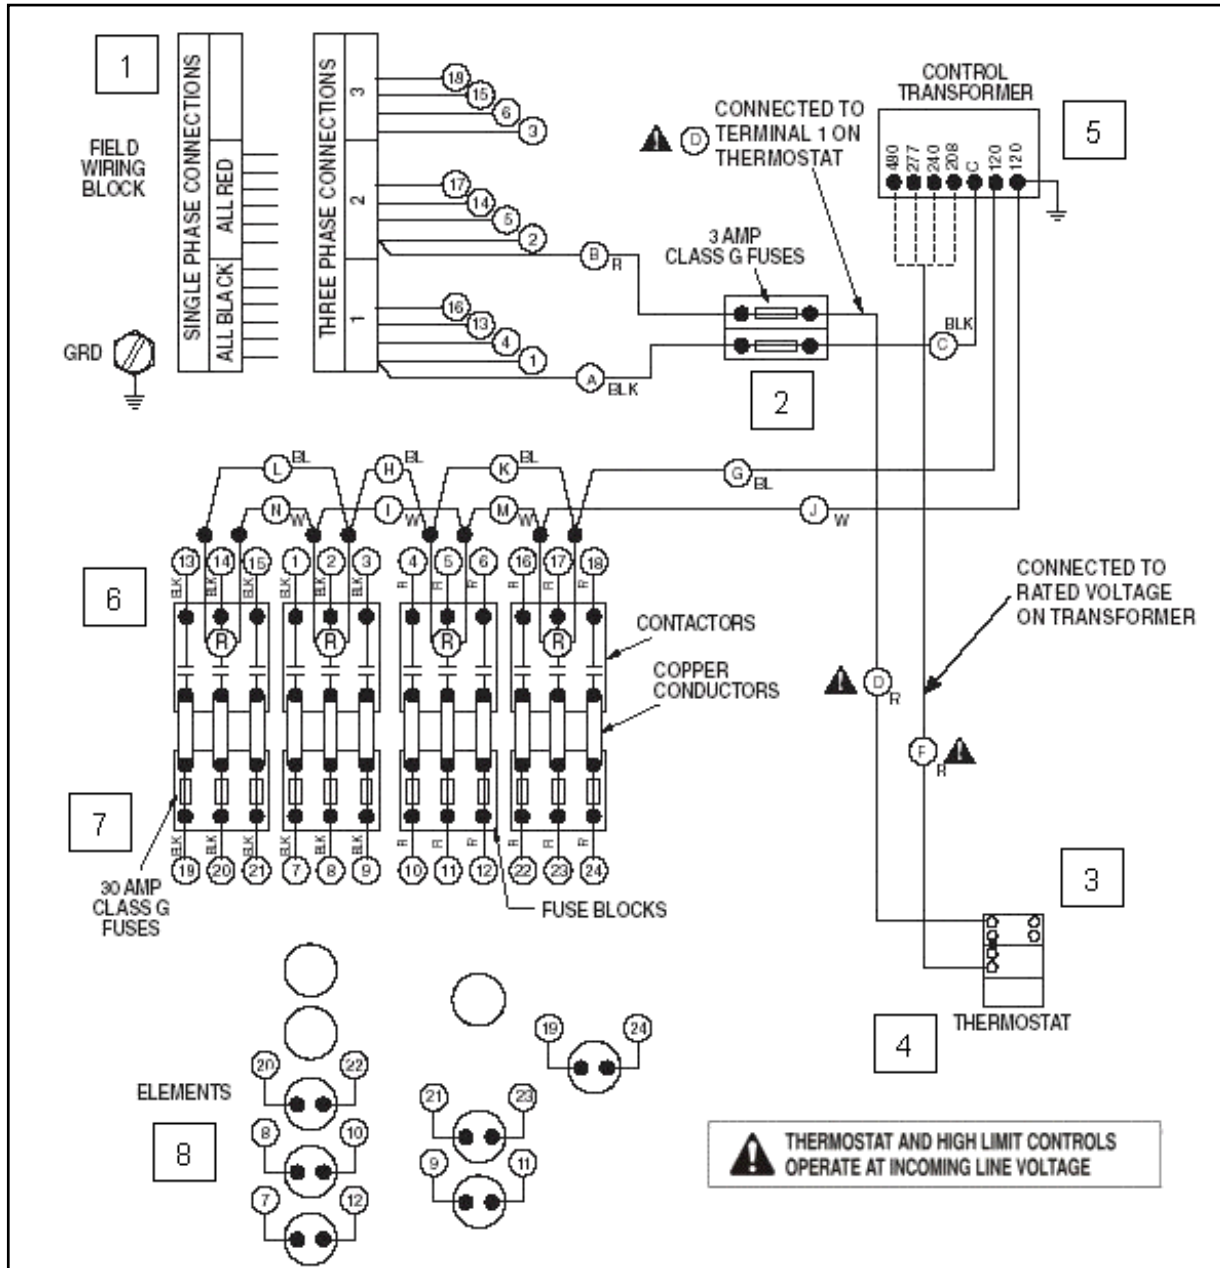 1
FIELD
WIRING
BLOCK
GRD
SINGLE PHASE CONNECTIONS
ALL BLACK
ALL RED
THREE PHASE CONNECTIONS
3
18
15
6
3
2
17
14
5
2
1
16
13
4
1
B
R
A
BLK
D
CONNECTED TO
TERMINAL 1 ON
THERMOSTAT
3 AMP
CLASS G FUSES
2
CONTROL
TRANSFORMER
480
277
240
208
C
120
120
5
BLK
C
L
BL
H
BL
K
BL
G
BL
N
W
I
W
M
W
J
W
6
13
14
15
1
2
3
4
5
6
16
17
18
BLK
BLK
BLK
BLK
BLK
BLK
R
R
R
R
R
R
R
R
R
R
CONTACTORS
COPPER
CONDUCTORS
CONNECTED TO
RATED VOLTAGE
ON TRANSFORMER
D
R
F
R
7
BLK
BLK
BLK
BLK
BLK
BLK
R
R
R
R
R
R
19
20
21
7
8
9
10
11
12
22
23
24
30 AMP
CLASS G
FUSES
FUSE BLOCKS
3
4
THERMOSTAT
ELEMENTS
8
20
22
8
10
7
12
21
23
9
11
19
24
THERMOSTAT AND HIGH LIMIT CONTROLS
OPERATE AT INCOMING LINE VOLTAGE